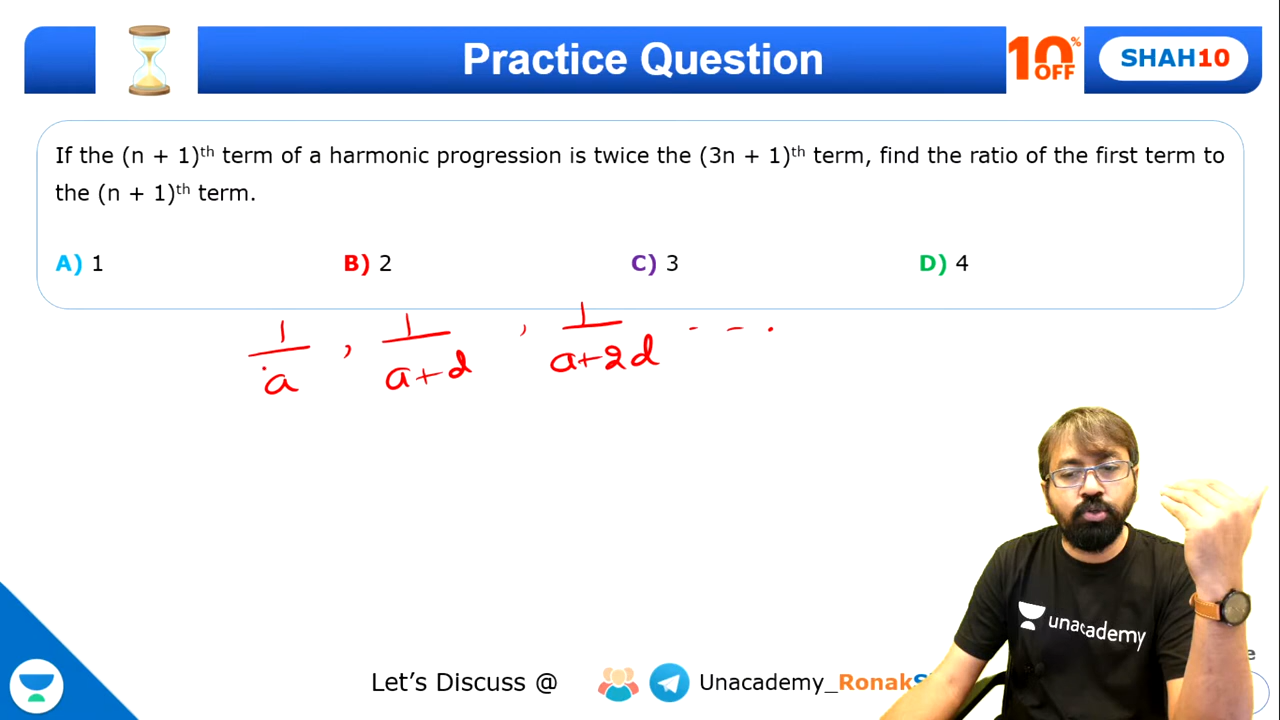 Practice Question
10% OFF
SHAH10
If the (n + 1)ᵗʰ term of a harmonic progression is twice the (3n + 1)ᵗʰ term, find the ratio of the first term to
the (n + 1)ᵗʰ term.
A) 1 B) 2 C) 3 D) 4
1/a , 1/(a+d) , 1/(a+2d) - - .
unacademy
Let's Discuss @ Unacademy_RonakS